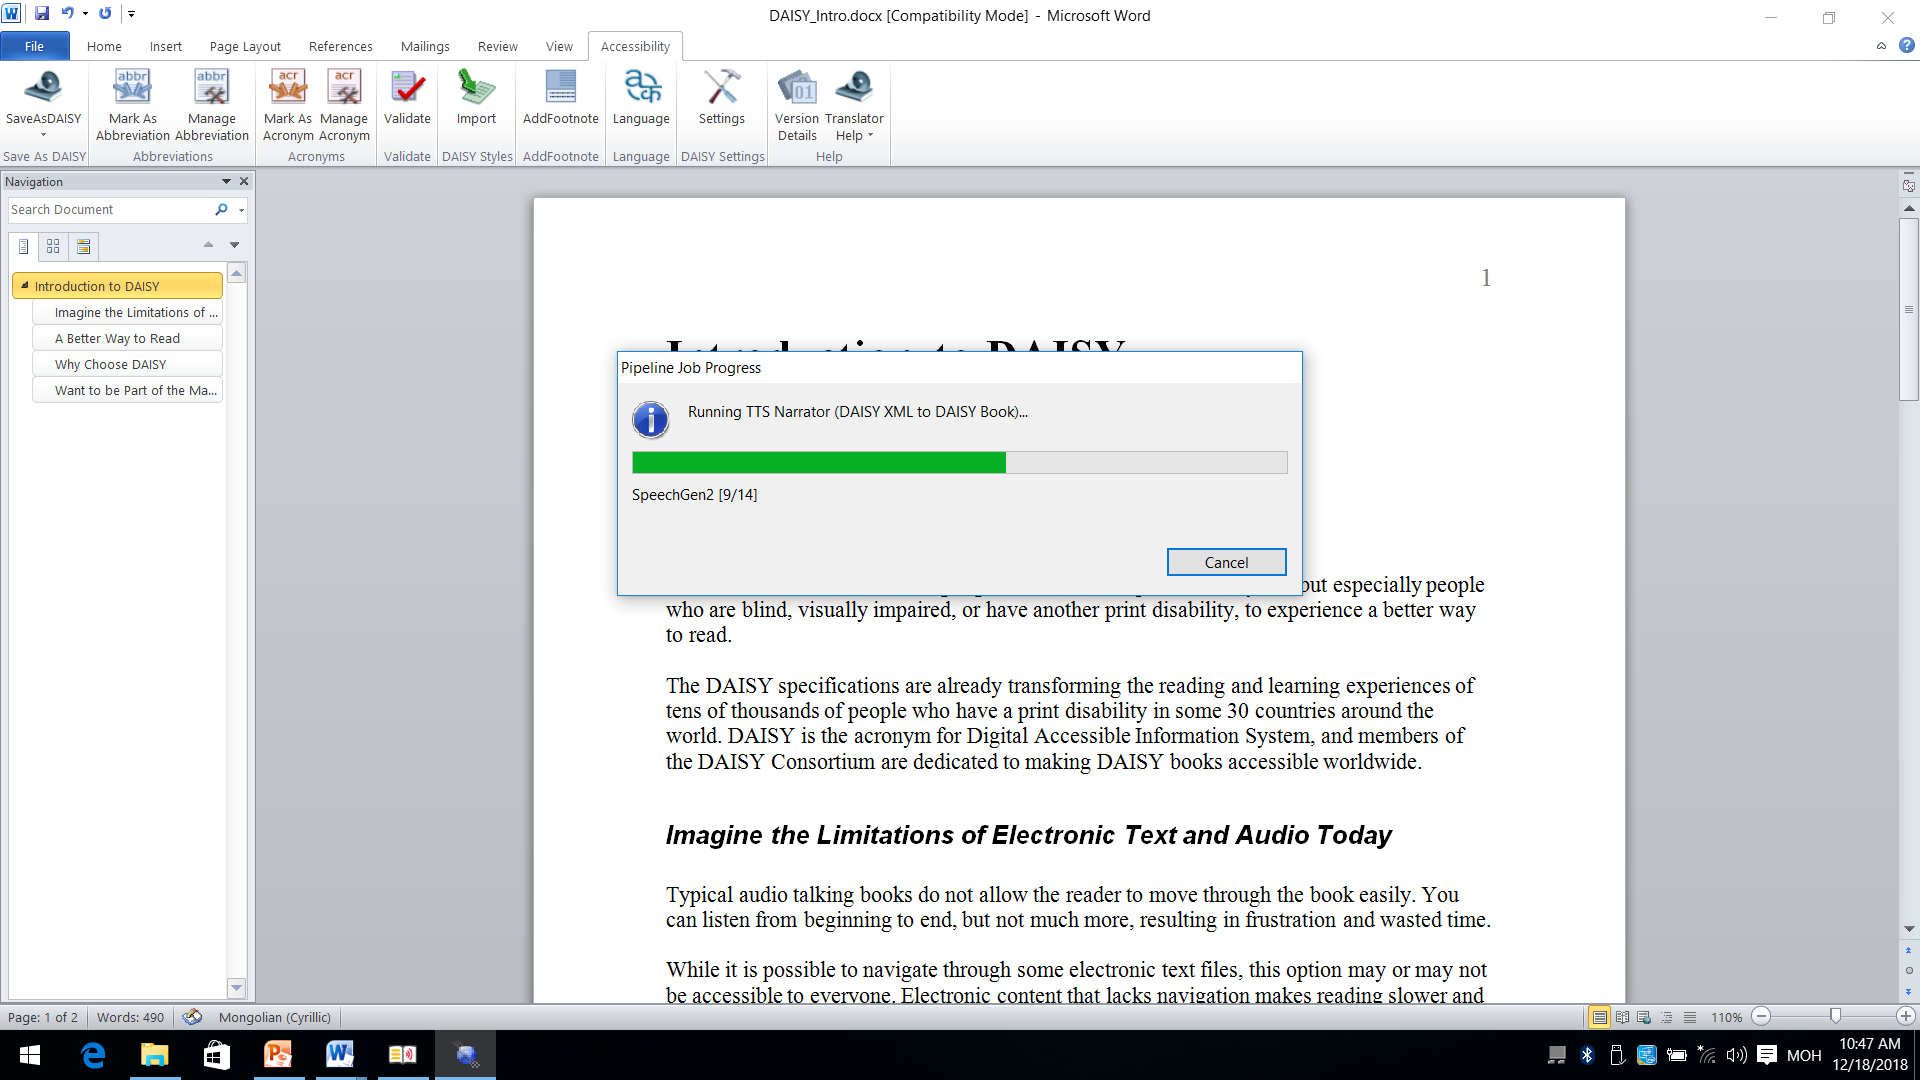 DAISY_Intro.docx [Compatibility Mode] - Microsoft Word
File Home Insert Page Layout References Mailings Review View Accessibility
SaveAsDAISY
Mark As Abbreviation
Manage Abbreviation
Mark As Acronym
Manage Acronym
Validate
Import
AddFootnote
Language
Settings
Version Details
Translator Help
Save As DAISY Abbreviations Acronyms Validate DAISY Styles AddFootnote Language DAISY Settings Help
Navigation
Search Document
Introduction to DAISY
Imagine the Limitations of ...
A Better Way to Read
Why Choose DAISY
Want to be Part of the Ma...
1
Introduction to DAISY
Pipeline Job Progress
Running TTS Narrator (DAISY XML to DAISY Book)...
SpeechGen2 [9/14]
Cancel
but especially people
who are blind, visually impaired, or have another print disability, to experience a better way
to read.
The DAISY specifications are already transforming the reading and learning experiences of
tens of thousands of people who have a print disability in some 30 countries around the
world. DAISY is the acronym for Digital Accessible Information System, and members of
the DAISY Consortium are dedicated to making DAISY books accessible worldwide.
Imagine the Limitations of Electronic Text and Audio Today
Typical audio talking books do not allow the reader to move through the book easily. You
can listen from beginning to end, but not much more, resulting in frustration and wasted time.
While it is possible to navigate through some electronic text files, this option may or may not
be accessible to everyone. Electronic content that lacks navigation makes reading slower and
Page: 1 of 2 Words: 490 Mongolian (Cyrillic) 110%
МОН
10:47 AM
12/18/2018